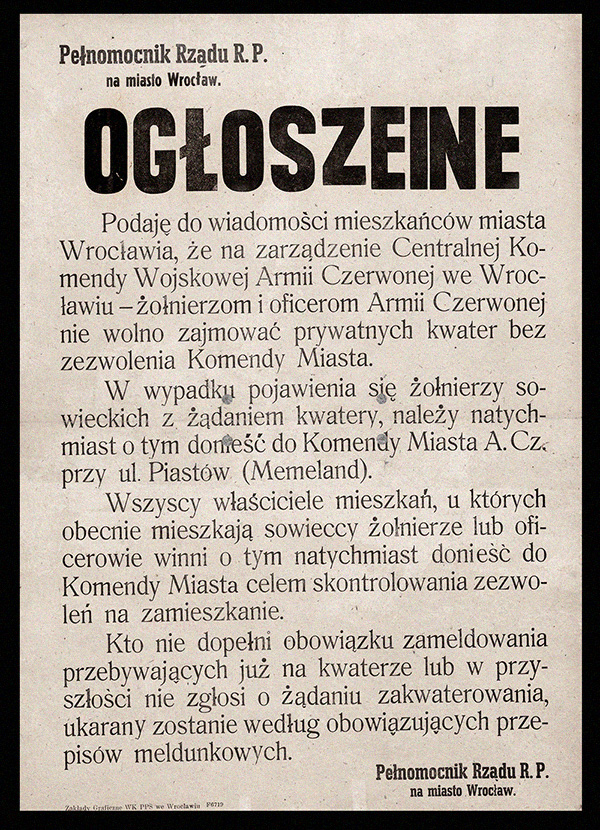 Pełnomocnik Rządu R. P.
na miasto Wrocław.
OGŁOSZEINE
Podaję do wiadomości mieszkańców miasta
Wrocławia, że na zarządzenie Centralnej Ko-
mendy Wojskowej Armii Czerwonej we Wroc-
ławiu – żołnierzom i oficerom Armii Czerwonej
nie wolno zajmować prywatnych kwater bez
zezwolenia Komendy Miasta.
W wypadku pojawienia się żołnierzy so-
wieckich z żądaniem kwatery, należy natych-
miast o tym donieść do Komendy Miasta A. Cz.
przy ul. Piastów (Memeland).
Wszyscy właściciele mieszkań, u których
obecnie mieszkają sowieccy żołnierze lub ofi-
cerowie winni o tym natychmiast donieść do
Komendy Miasta celem skontrolowania zezwo-
leń na zamieszkanie.
Kto nie dopełni obowiązku zameldowania
przebywających już na kwaterze lub w przy-
szłości nie zgłosi o żądaniu zakwaterowania,
ukarany zostanie według obowiązujących prze-
pisów meldunkowych.
Pełnomocnik Rządu R. P.
na miasto Wrocław.
Zakłady Graficzne WK PPS we Wrocławiu F6719